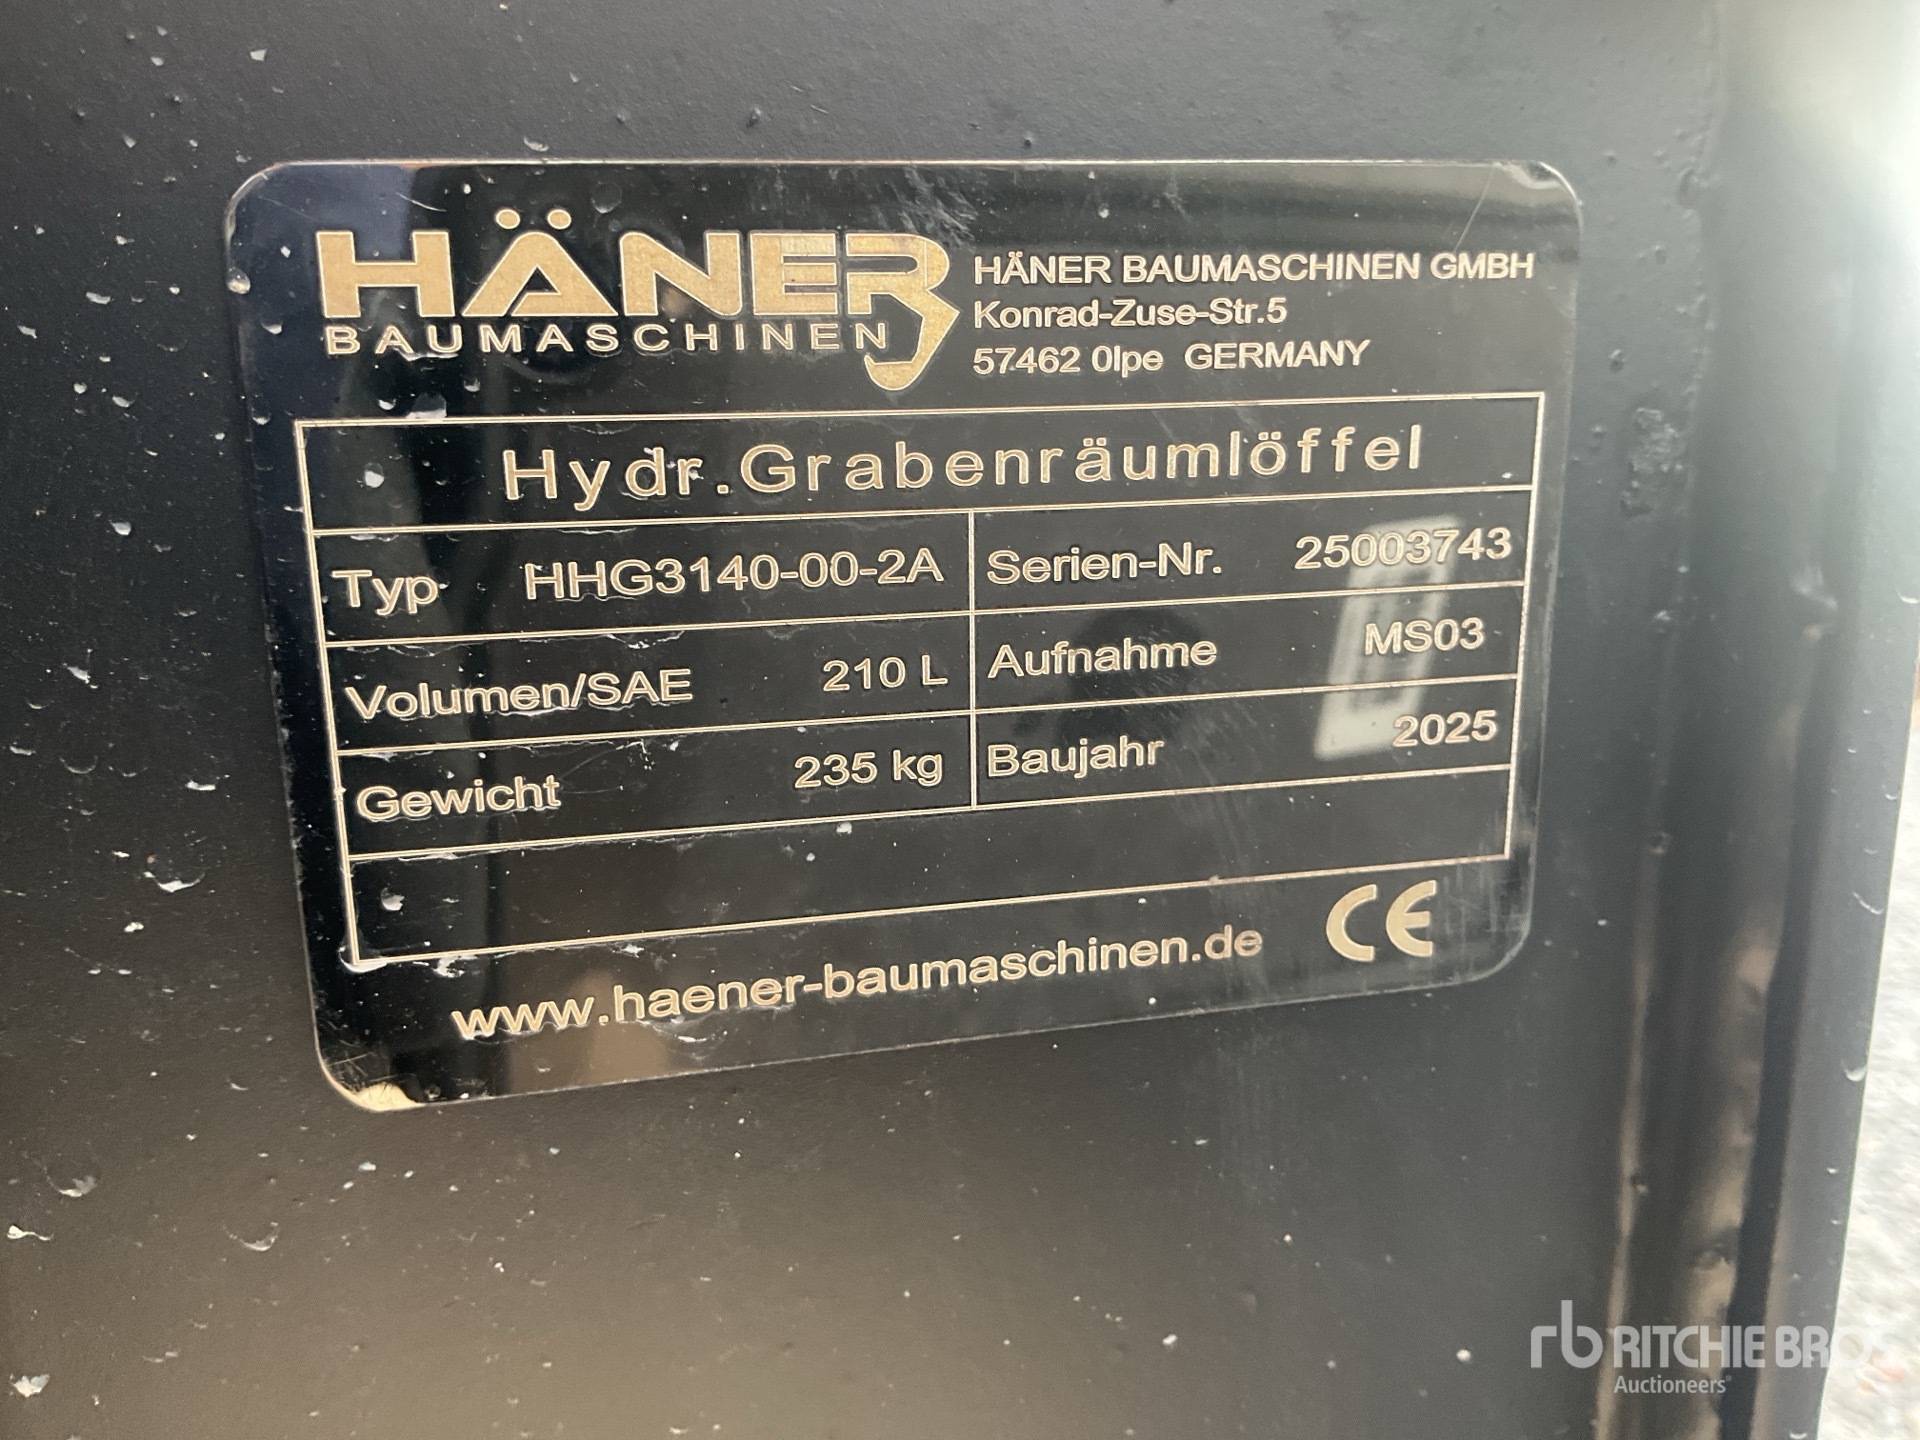 HÄNER
BAUMASCHINEN
HÄNER BAUMASCHINEN GMBH
Konrad-Zuse-Str.5
57462 Olpe GERMANY
Hydr.Grabenräumlöffel
Typ HHG3140-00-2A
Serien-Nr. 25003743
Volumen/SAE 210 L
Aufnahme MS03
Gewicht 235 kg
Baujahr 2025
www.haener-baumaschinen.de CE
rb RITCHIE BROS
Auctioneers